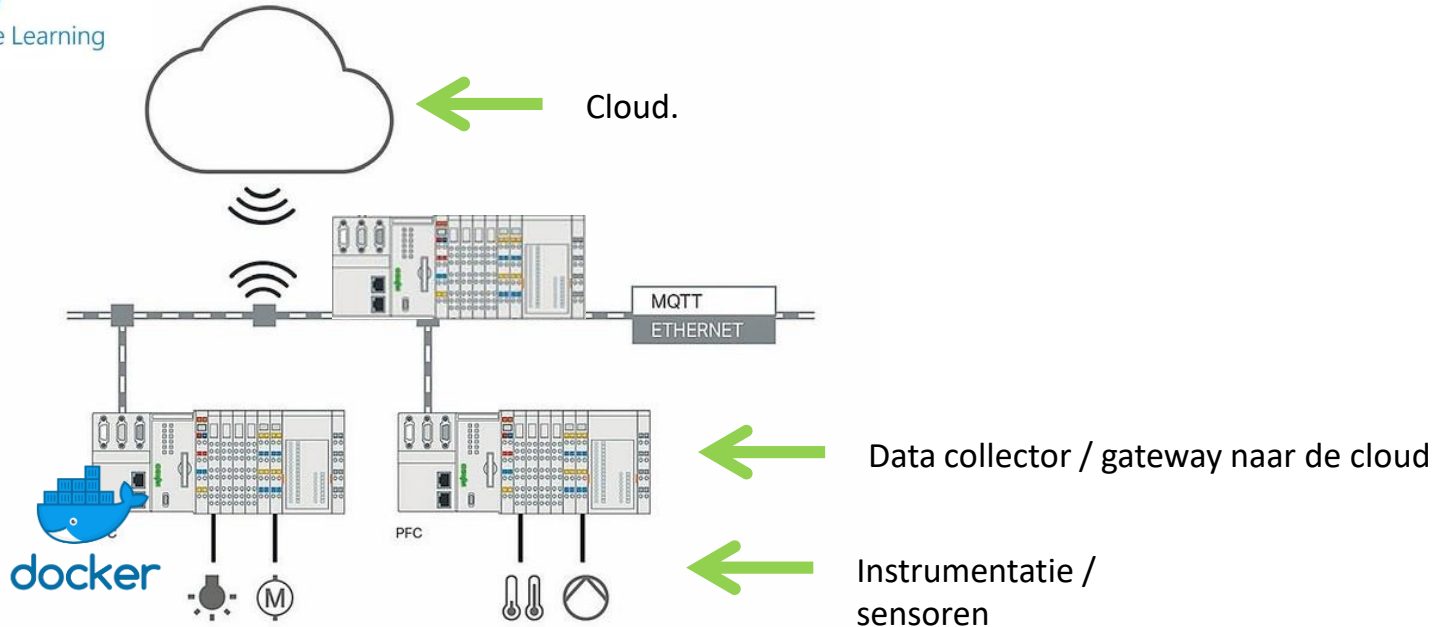 Learning
Cloud.
MQTT
ETHERNET
Data collector / gateway naar de cloud
PFC
docker
Instrumentatie /
sensoren
M